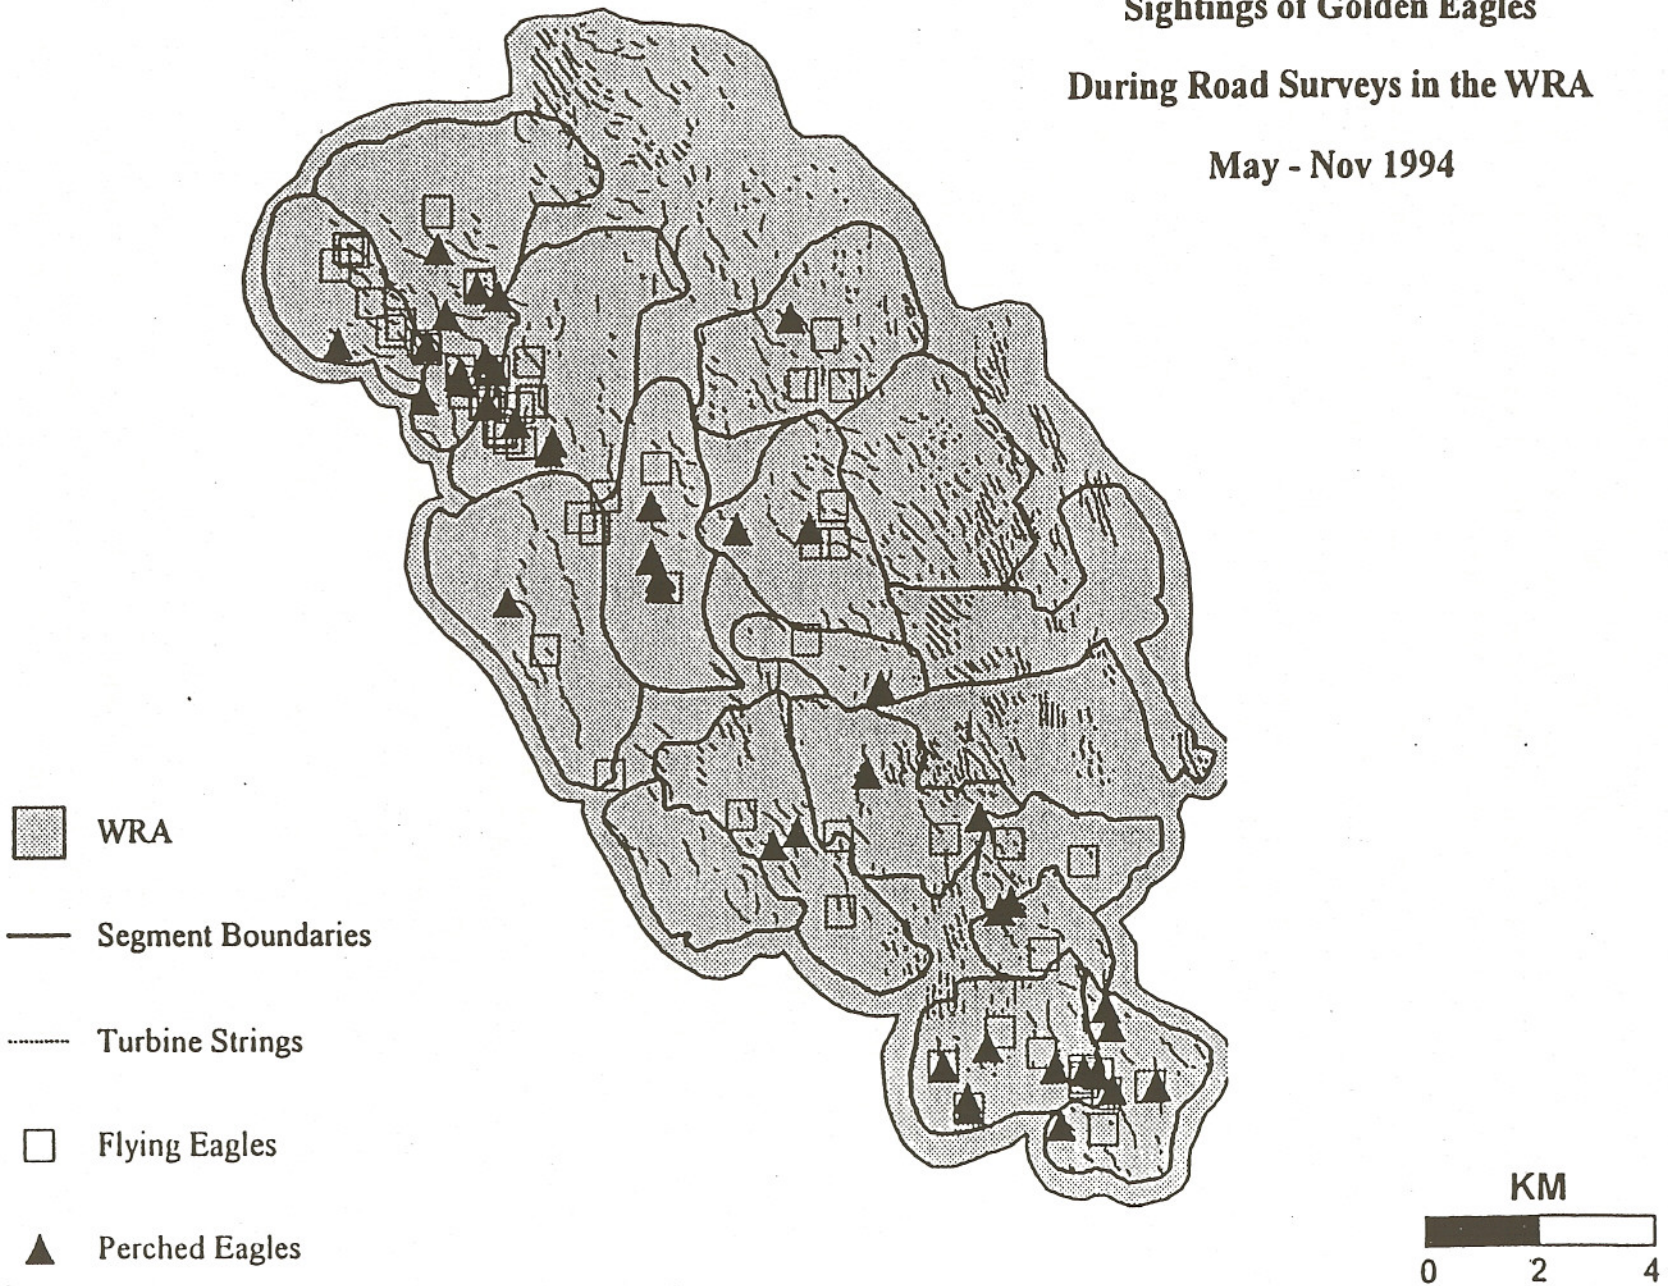 Sightings of Golden Eagles
During Road Surveys in the WRA
May - Nov 1994
WRA
Segment Boundaries
Turbine Strings
Flying Eagles
Perched Eagles
KM
0 2 4